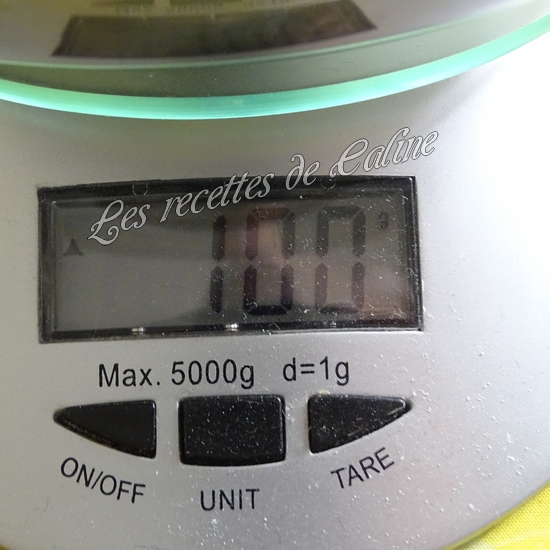 Les recettes de Caline
100 g
Max. 5000g d=1g
ON/OFF UNIT TARE